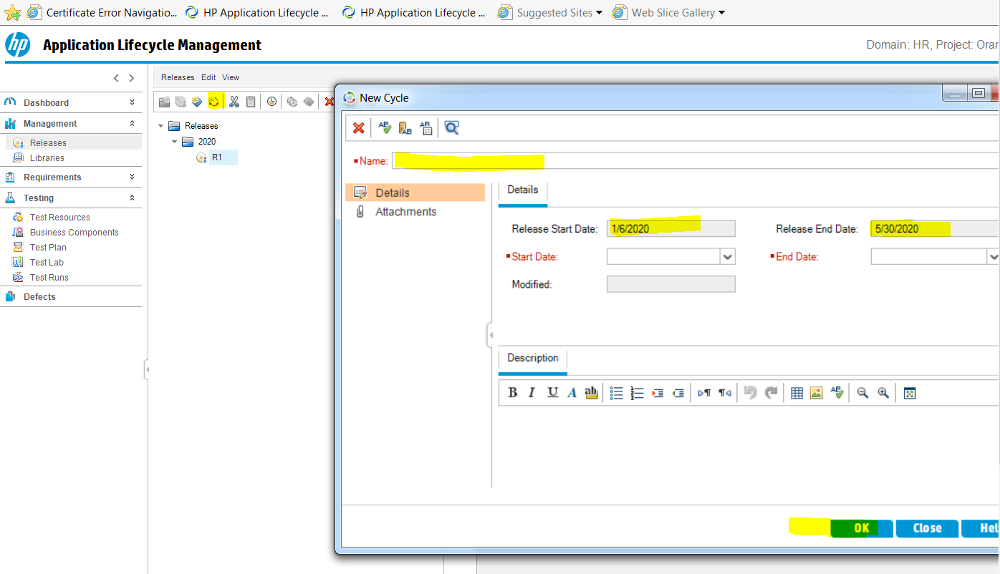 Certificate Error Navigatio... HP Application Lifecycle ... HP Application Lifecycle ... Suggested Sites Web Slice Gallery
hp Application Lifecycle Management Domain: HR, Project: Oran
Releases Edit View
Dashboard
Management
Releases
Libraries
Requirements
Testing
Test Resources
Business Components
Test Plan
Test Lab
Test Runs
Defects
Releases
2020
R1
New Cycle
Name:
Details
Attachments
Details
Release Start Date: 1/6/2020 Release End Date: 5/30/2020
Start Date: End Date:
Modified:
Description
B I U A ab
OK Close Hel